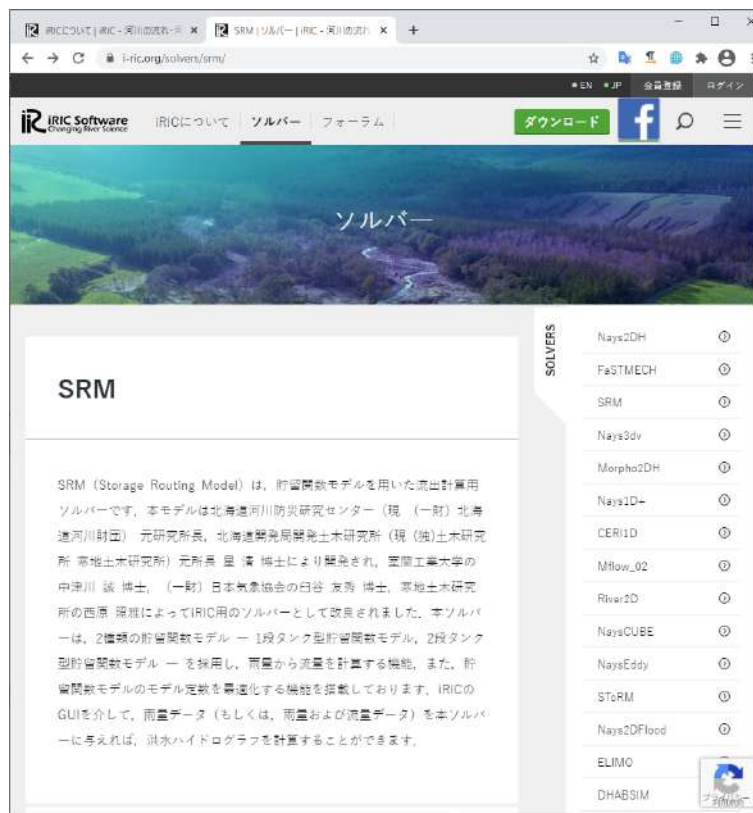 iRICについて | iRIC - 河川の流れ・
SRM | ソルバー | iRIC - 河川の流れ
i-ric.org/solvers/srm/
EN JP 会員登録 ログイン
iRIC Software
Changing River Science
iRICについて ソルバー フォーラム ダウンロード
ソルバー
SRM
SRM (Storage Routing Model) は，貯留関数モデルを用いた流出計算用
ソルバーです．本モデルは北海道河川防災研究センター（現 （一財）北海
道河川財団） 元研究所長，北海道開発局開発土木研究所（現 (独)土木研究
所 寒地土木研究所）元所長 星 清 博士により開発され，室蘭工業大学の
中津川 誠 博士，（一財）日本気象協会の臼谷 友秀 博士，寒地土木研究
所の西原 照雅によってiRIC用のソルバーとして改良されました．本ソルバ
ーは，2種類の貯留関数モデル ― 1段タンク型貯留関数モデル，2段タンク
型貯留関数モデル ― を採用し，雨量から流量を計算する機能，また，貯
留関数モデルのモデル定数を最適化する機能を搭載しております．iRICの
GUIを介して，雨量データ（もしくは，雨量および流量データ）を本ソルバ
ーに与えれば，洪水ハイドログラフを計算することができます．
SOLVERS
Nays2DH
FaSTMECH
SRM
Nays3dv
Morpho2DH
Nays1D+
CERI1D
Mflow_02
River2D
NaysCUBE
NaysEddy
SToRM
Nays2DFlood
ELIMO
DHABSIM